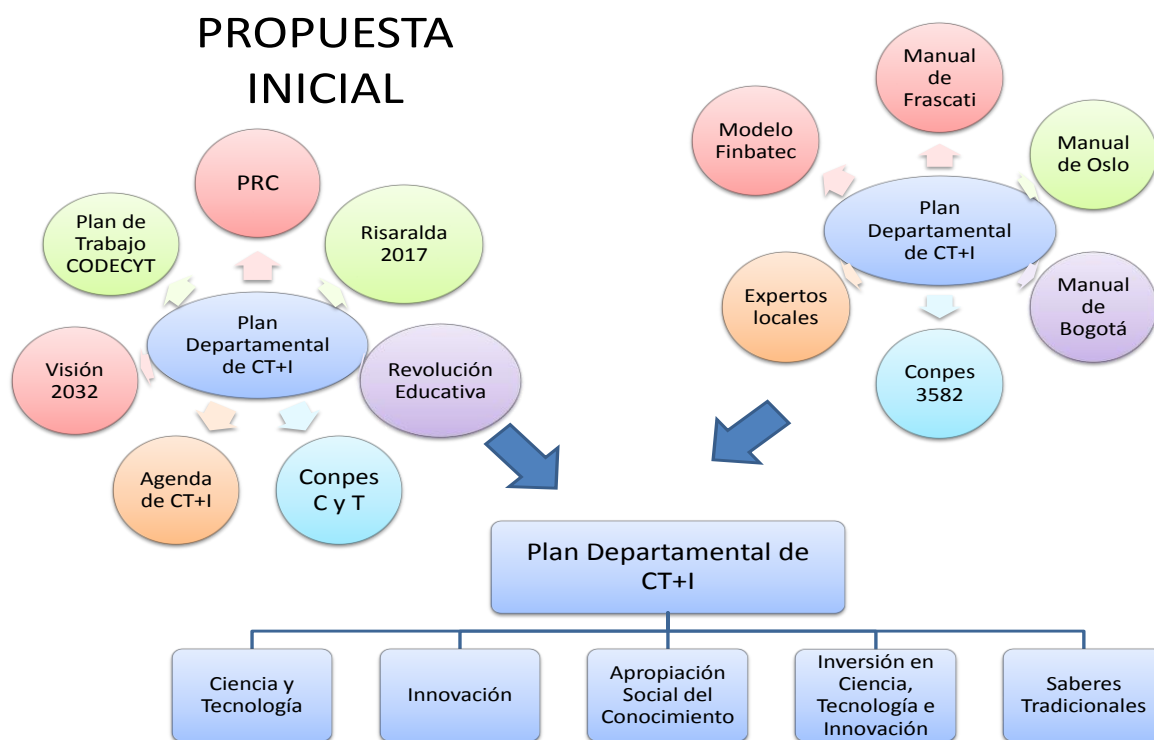 PROPUESTA
INICIAL
PRC
Plan de
Trabajo
CODECYT
Risaralda
2017
Plan
Departamental
de CT+I
Visión
2032
Revolución
Educativa
Agenda
de CT+I
Conpes
C y T
Manual
de
Frascati
Modelo
Finbatec
Manual
de Oslo
Plan
Departamental
de CT+I
Expertos
locales
Manual
de
Bogotá
Conpes
3582
Plan Departamental de
CT+I
Ciencia y
Tecnología
Innovación
Apropiación
Social del
Conocimiento
Inversión en
Ciencia,
Tecnología e
Innovación
Saberes
Tradicionales